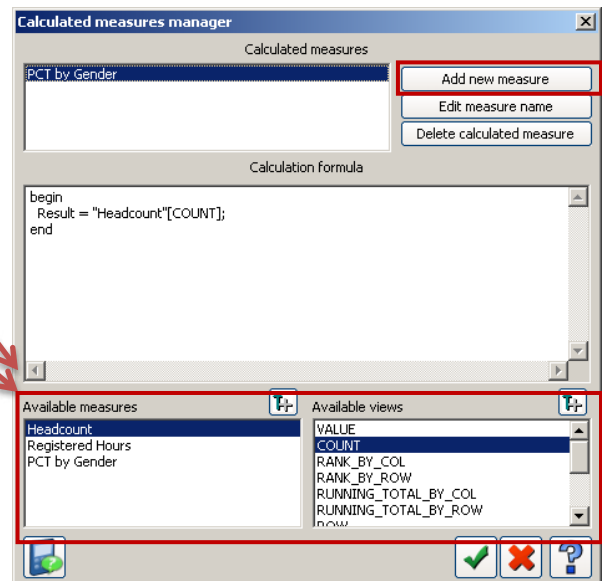 Calculated measures manager
Calculated measures
PCT by Gender
Add new measure
Edit measure name
Delete calculated measure
Calculation formula
begin
Result = "Headcount"[COUNT];
end
Available measures
Available views
Headcount
Registered Hours
PCT by Gender
VALUE
COUNT
RANK_BY_COL
RANK_BY_ROW
RUNNING_TOTAL_BY_COL
RUNNING_TOTAL_BY_ROW